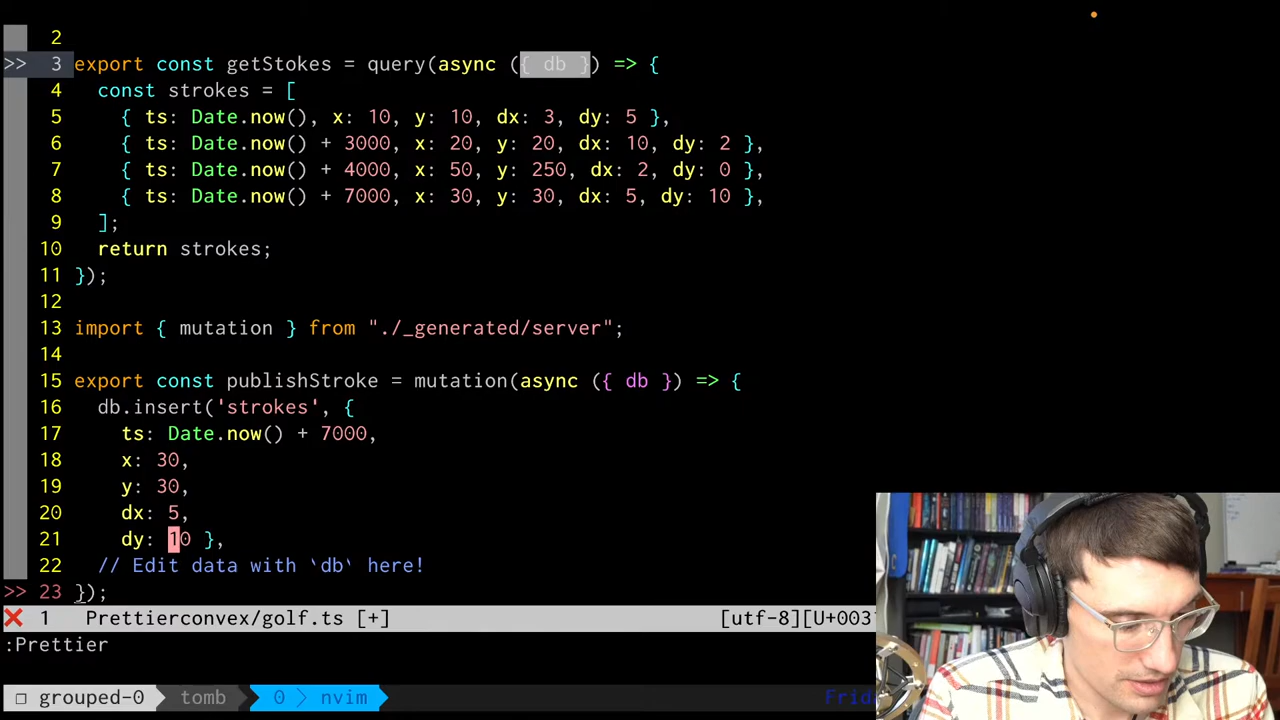 2
>> 3 export const getStokes = query(async ({ db }) => {
4 const strokes = [
5 { ts: Date.now(), x: 10, y: 10, dx: 3, dy: 5 },
6 { ts: Date.now() + 3000, x: 20, y: 20, dx: 10, dy: 2 },
7 { ts: Date.now() + 4000, x: 50, y: 250, dx: 2, dy: 0 },
8 { ts: Date.now() + 7000, x: 30, y: 30, dx: 5, dy: 10 },
9 ];
10 return strokes;
11 });
12
13 import { mutation } from "./_generated/server";
14
15 export const publishStroke = mutation(async ({ db }) => {
16 db.insert('strokes', {
17 ts: Date.now() + 7000,
18 x: 30,
19 y: 30,
20 dx: 5,
21 dy: 10 },
22 // Edit data with `db` here!
>> 23 });
1 Prettierconvex/golf.ts [+] [utf-8][U+003
:Prettier
grouped-0 tomb 0 nvim